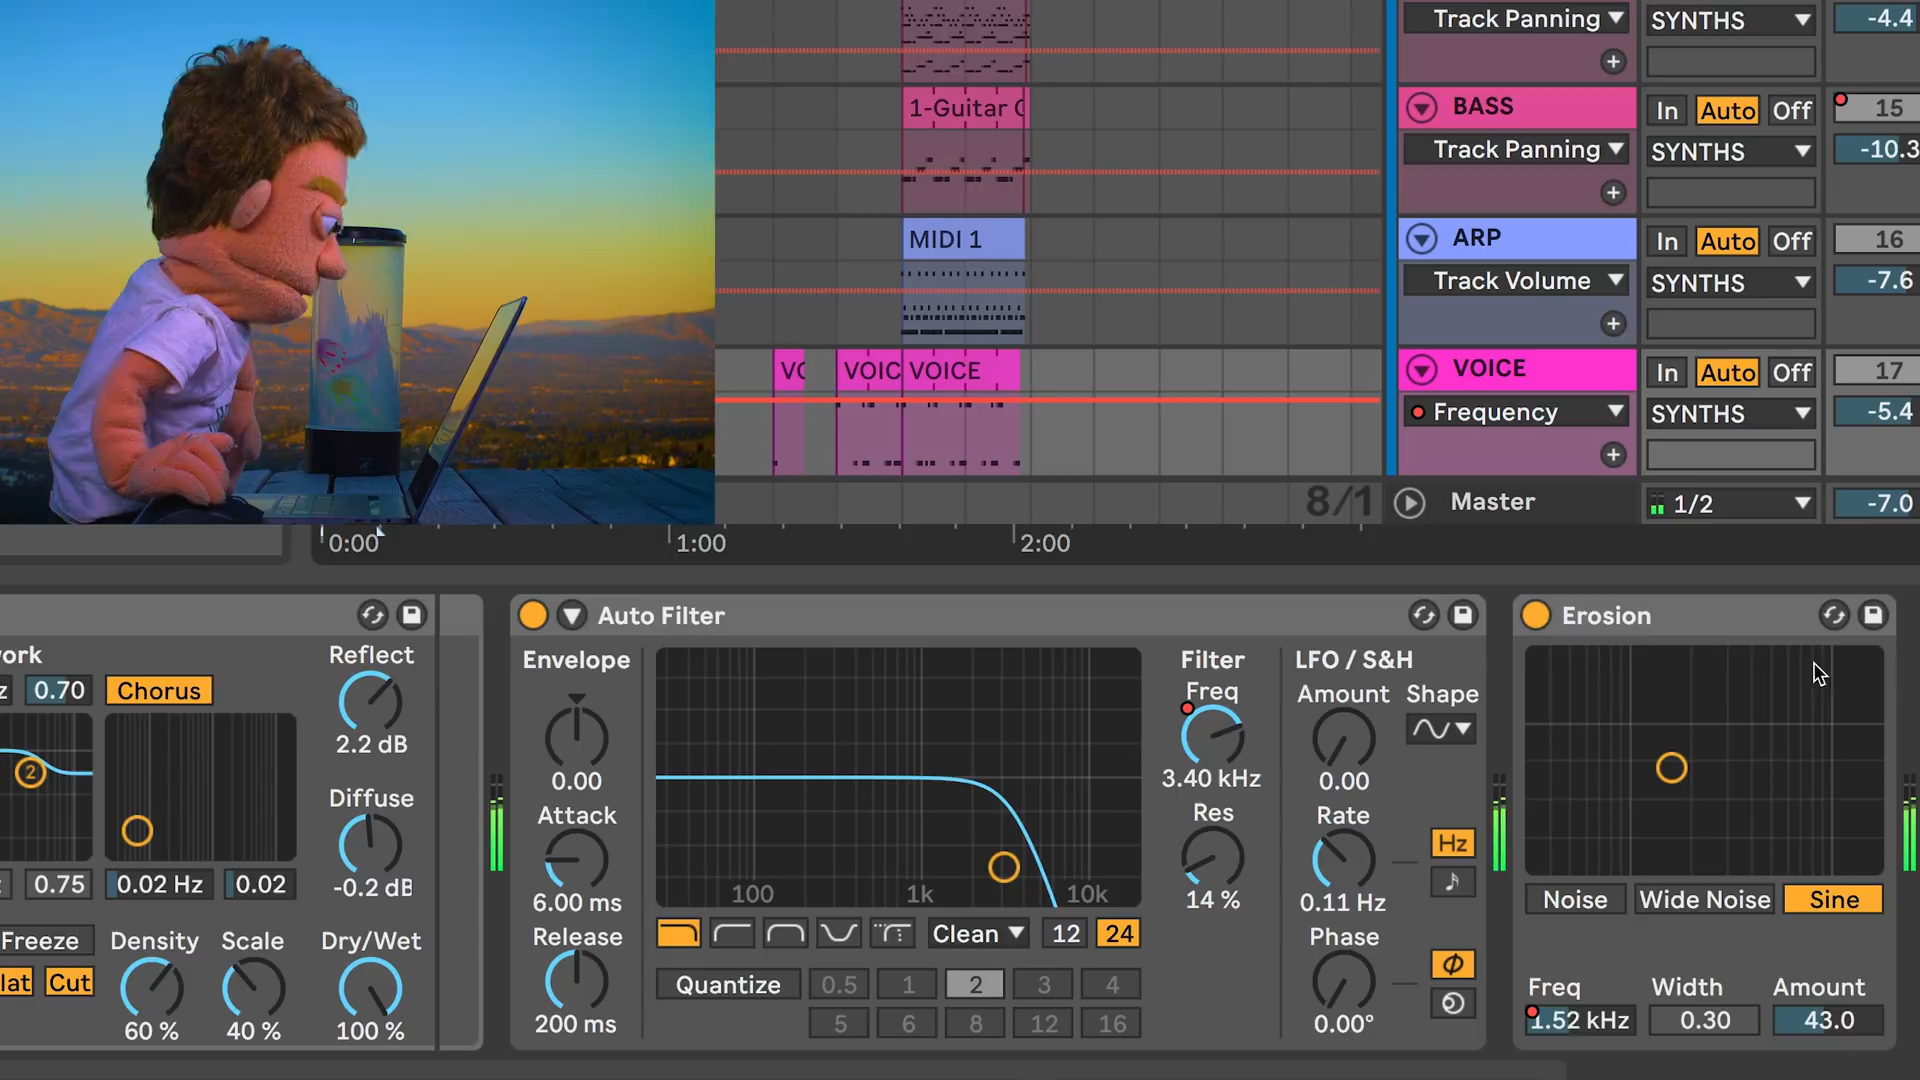 Track Panning
SYNTHS
-4.4
1-Guitar
BASS
In Auto Off
15
Track Panning
SYNTHS
-10.3
MIDI 1
ARP
In Auto Off
16
Track Volume
SYNTHS
-7.6
VOIC
VOICE
VOICE
In Auto Off
17
Frequency
SYNTHS
-5.4
8/1
Master
1/2
-7.0
0:00
1:00
2:00
ork
z 0.70
Chorus
Reflect
2.2 dB
2
Diffuse
-0.2 dB
0.75
0.02 Hz
0.02
Freeze
Density
Scale
Dry/Wet
lat
Cut
60 %
40 %
100 %
Auto Filter
Envelope
0.00
Attack
6.00 ms
Release
200 ms
100
1k
10k
Clean
12
24
Quantize
0.5 1 2 3 4
5 6 8 12 16
Filter
Freq
3.40 kHz
Res
14 %
LFO / S&H
Amount
Shape
0.00
Rate
Hz
0.11 Hz
Phase
0.00°
Erosion
Noise
Wide Noise
Sine
Freq
Width
Amount
1.52 kHz
0.30
43.0